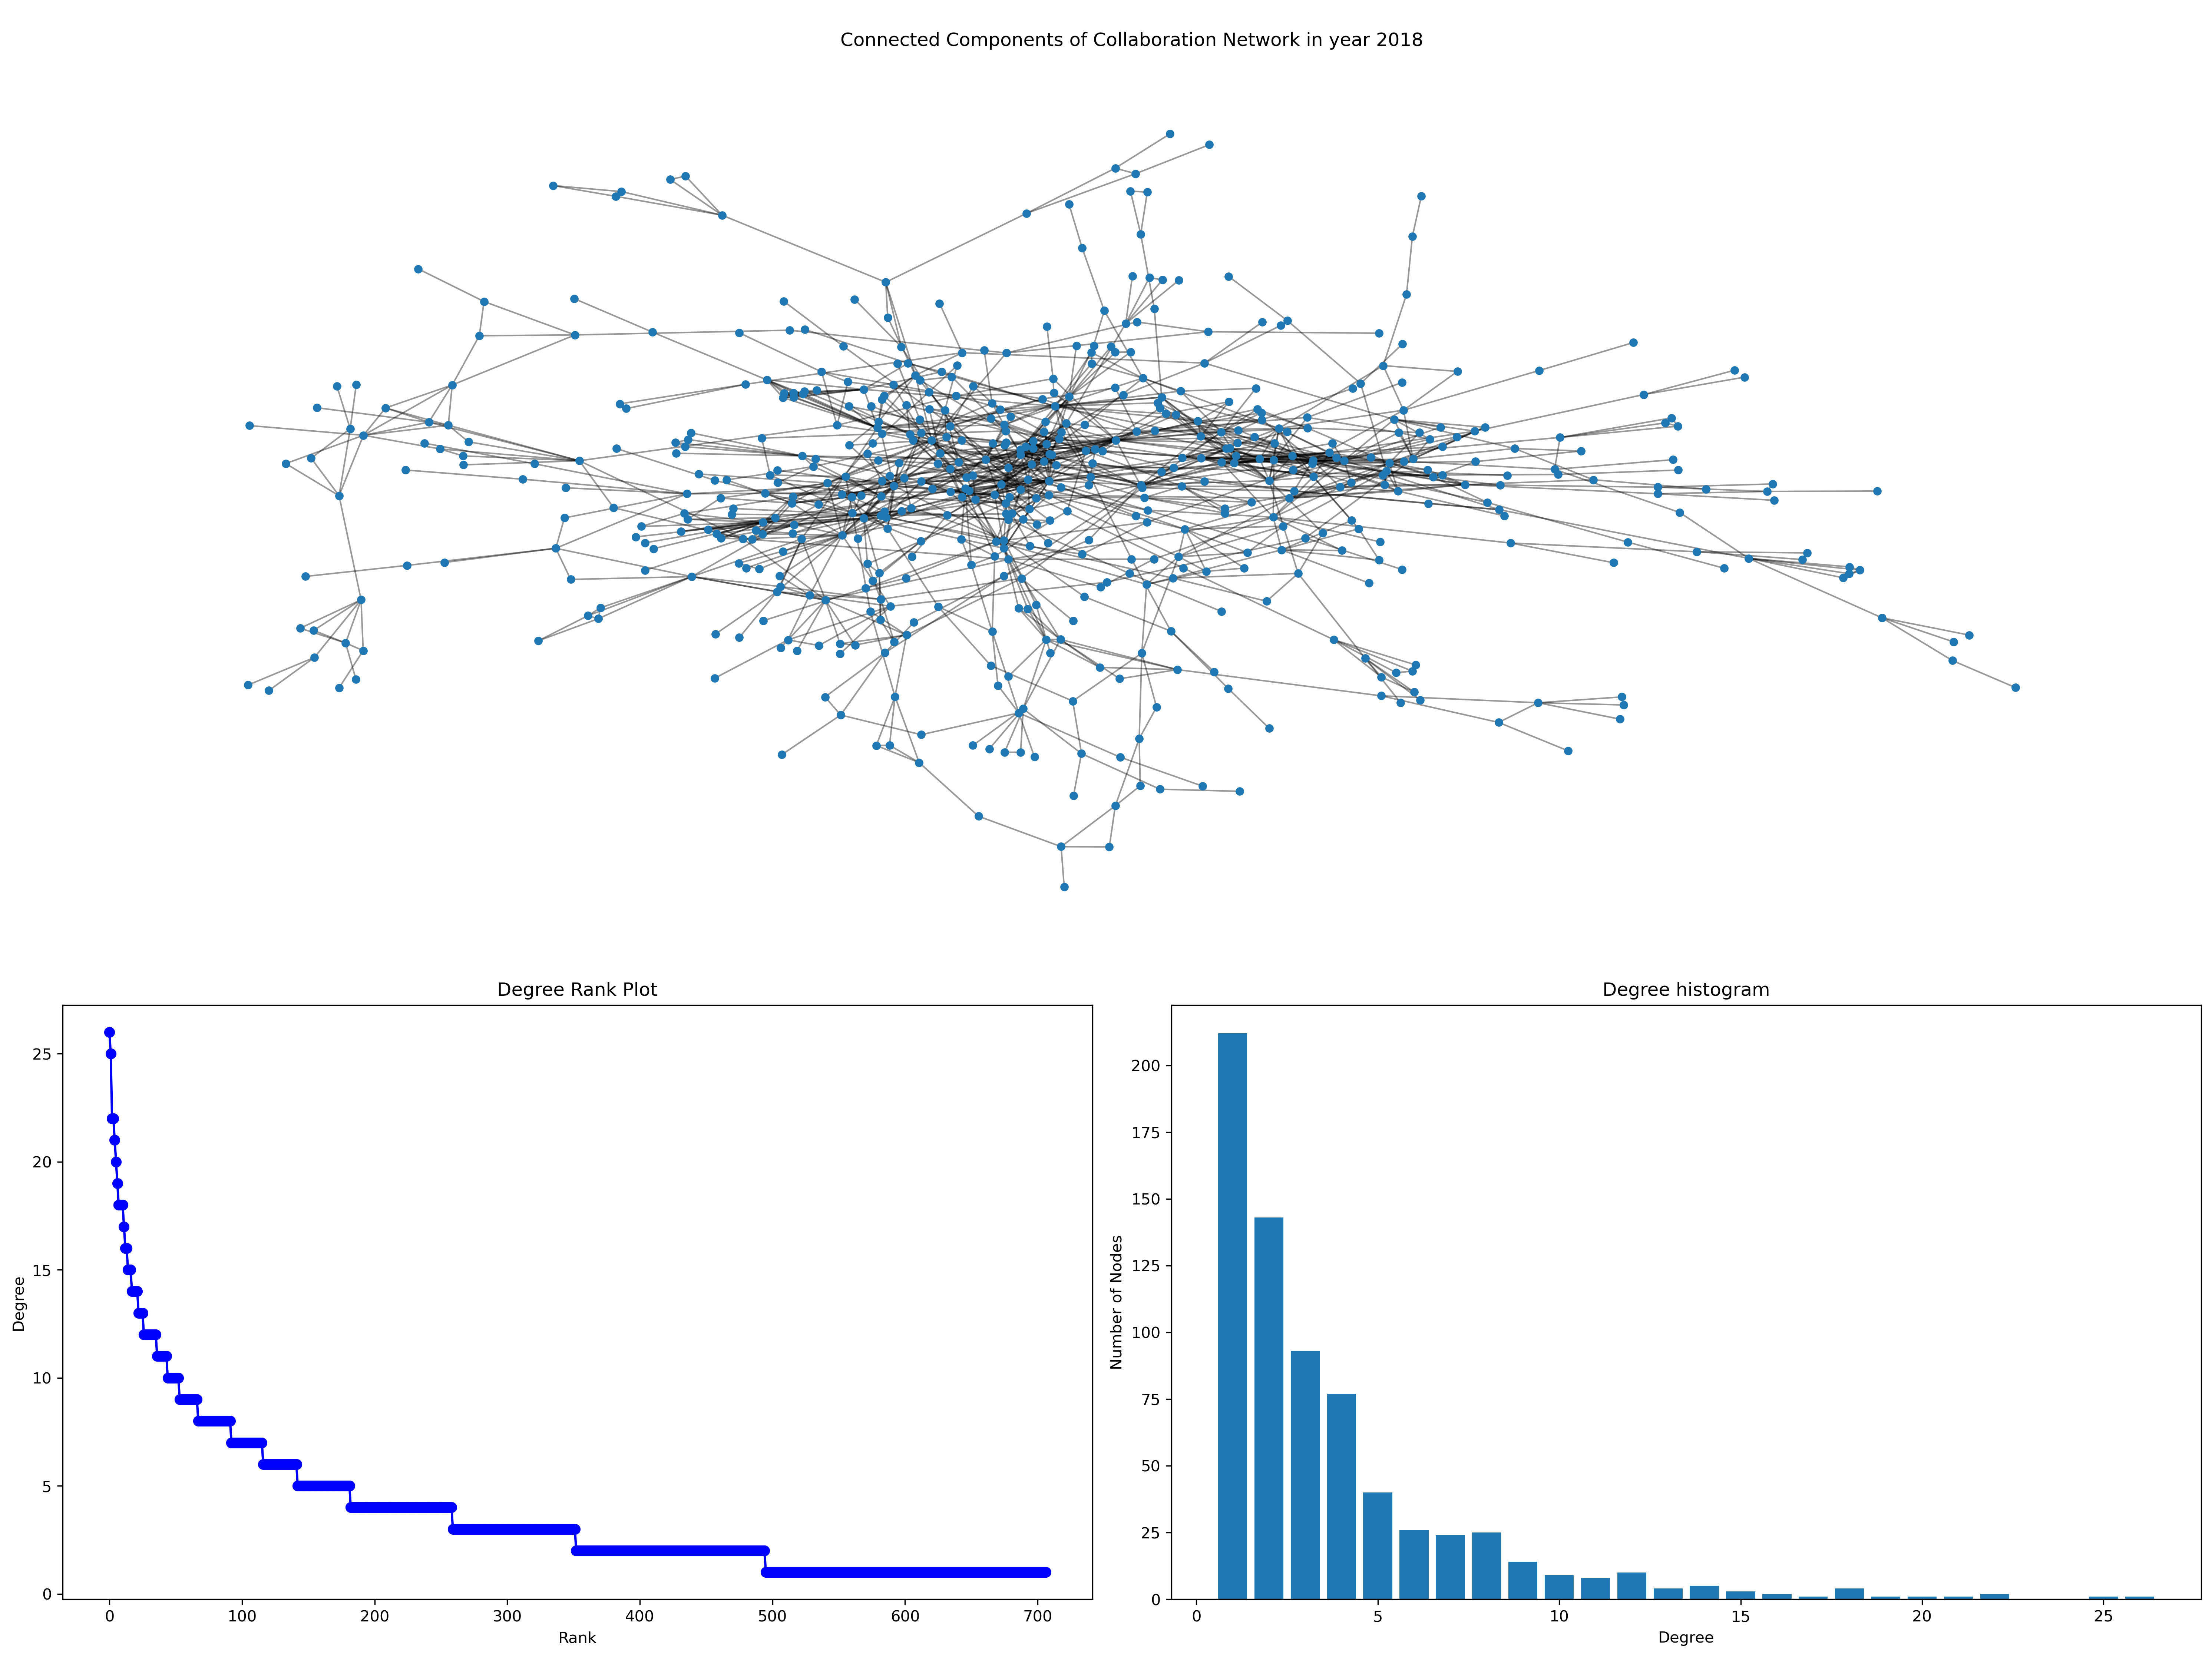 Connected Components of Collaboration Network in year 2018
Degree Rank Plot
25
20
15
10
5
0
Degree
0 100 200 300 400 500 600 700
Rank
Degree histogram
200
175
150
125
100
75
50
25
0
Number of Nodes
0 5 10 15 20 25
Degree